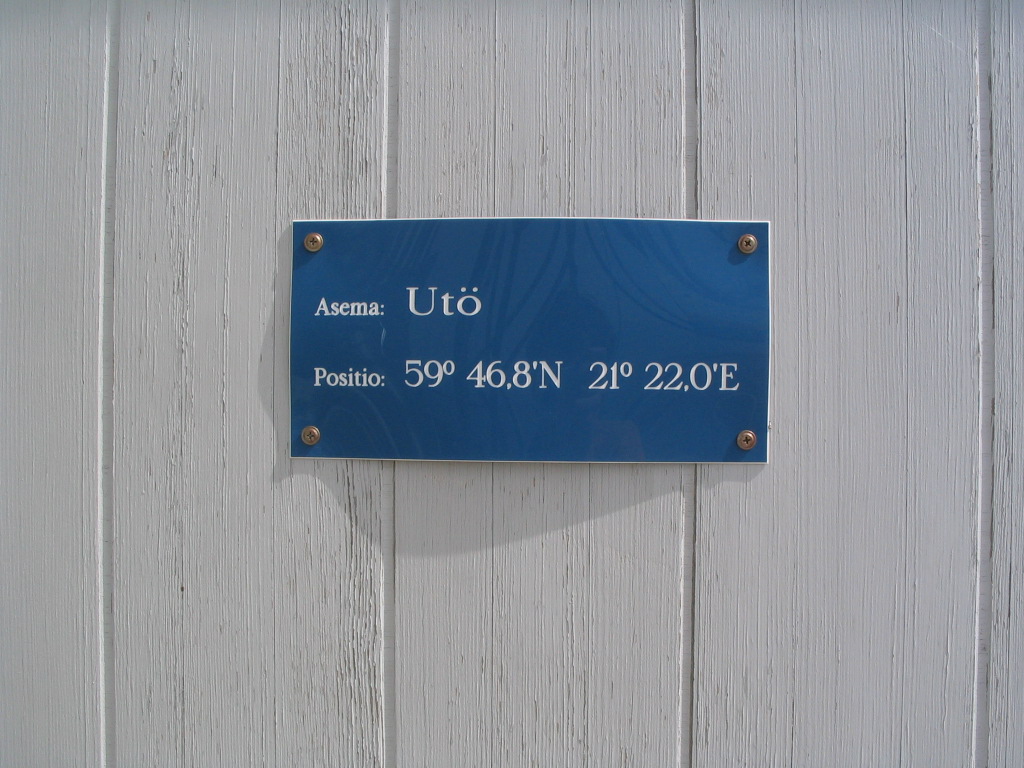 Asema: Utö
Positio: 59º 46,8'N 21º 22,0'E